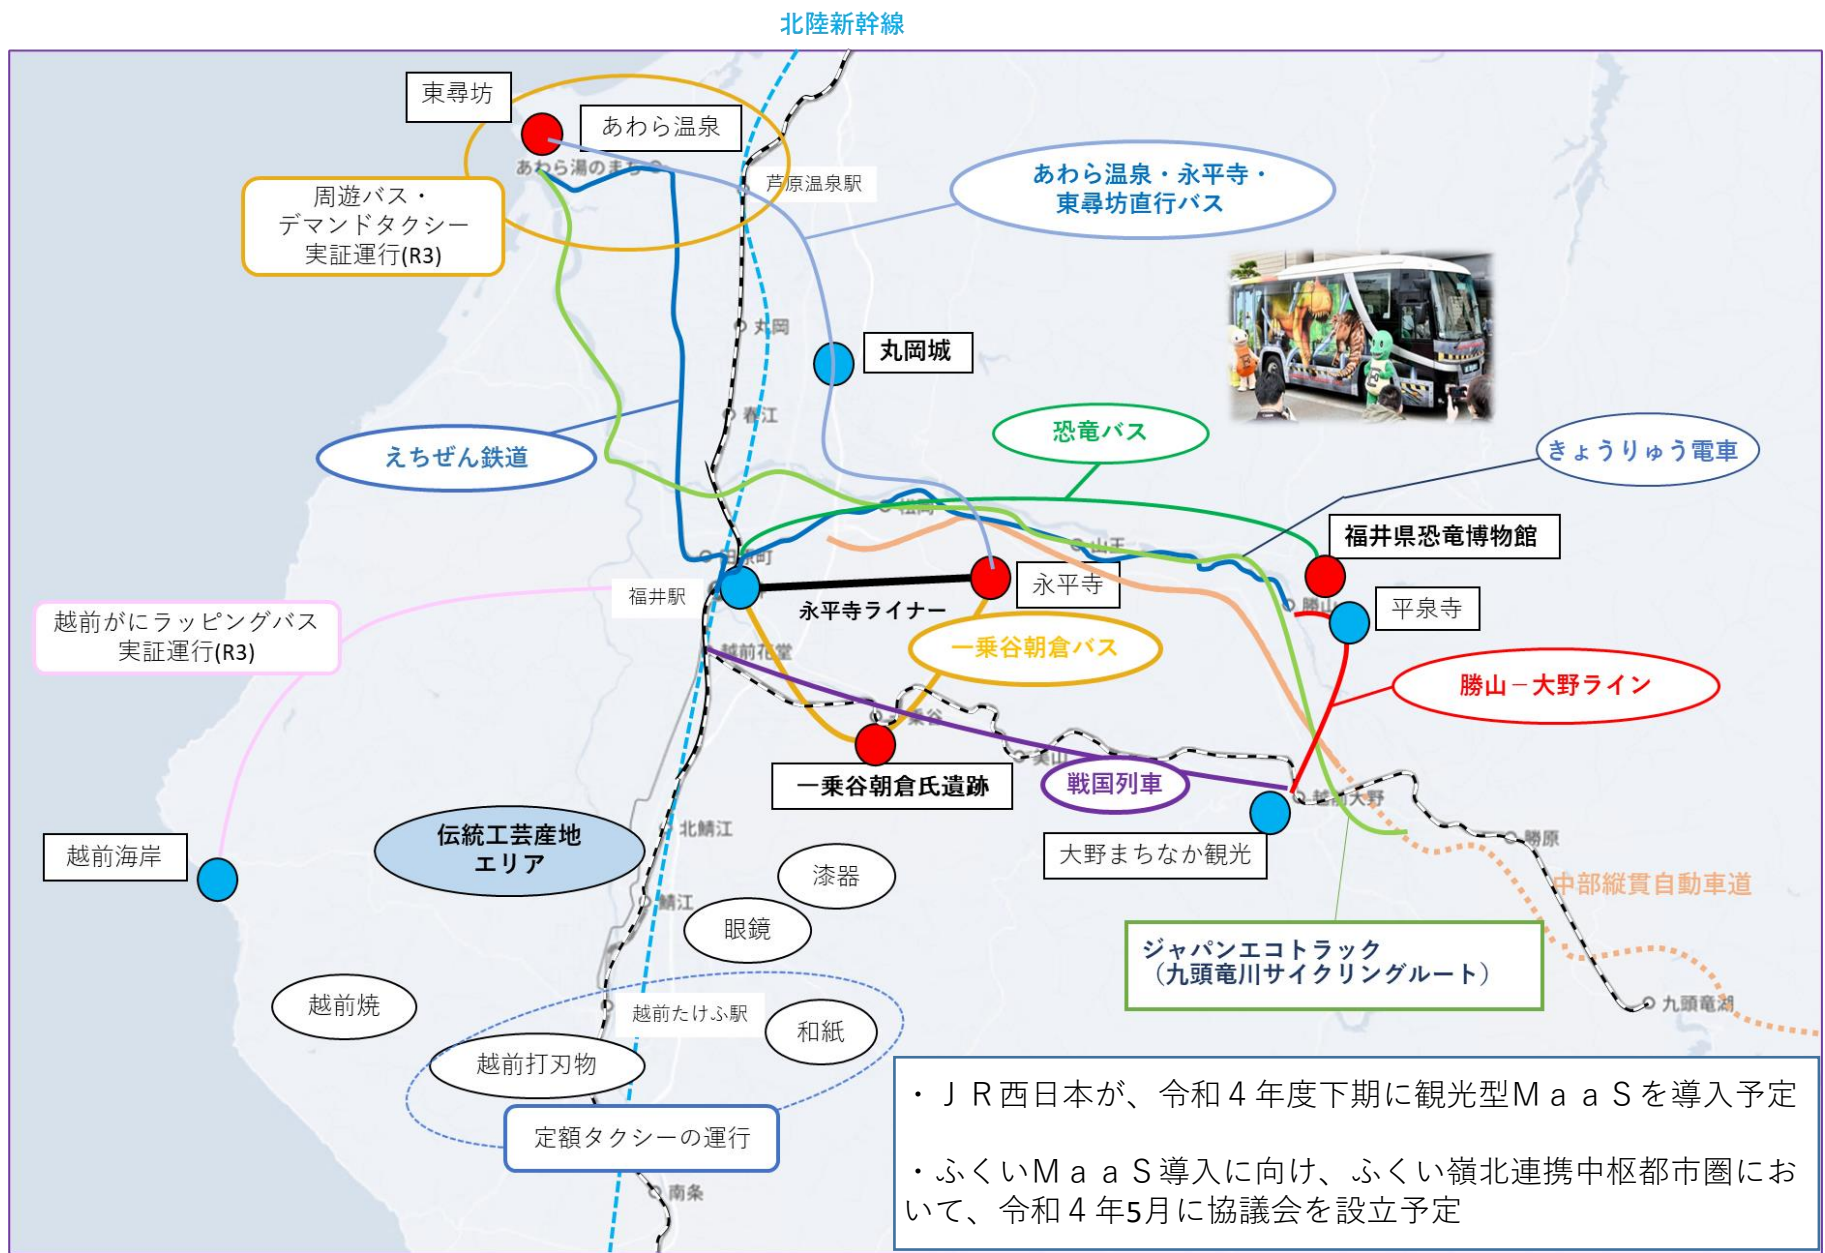 北陸新幹線
東尋坊
あわら温泉
あわら湯のまち
芦原温泉駅
周遊バス・
デマンドタクシー
実証運行(R3)
あわら温泉・永平寺・
東尋坊直行バス
丸岡
丸岡城
春江
えちぜん鉄道
恐竜バス
きょうりゅう電車
松岡
山王
福井県恐竜博物館
田原町
福井駅
永平寺
永平寺ライナー
勝山
平泉寺
越前がにラッピングバス
実証運行(R3)
越前花堂
一乗谷朝倉バス
勝山－大野ライン
一乗谷
美山
一乗谷朝倉氏遺跡
戦国列車
越前大野
大野まちなか観光
勝原
越前海岸
伝統工芸産地
エリア
北鯖江
漆器
鯖江
眼鏡
中部縦貫自動車道
ジャパンエコトラック
（九頭竜川サイクリングルート）
九頭竜湖
越前焼
越前たけふ駅
和紙
越前打刃物
定額タクシーの運行
南条
・ＪＲ西日本が、令和４年度下期に観光型ＭａａＳを導入予定
・ふくいＭａａＳ導入に向け、ふくい嶺北連携中枢都市圏にお
いて、令和４年5月に協議会を設立予定